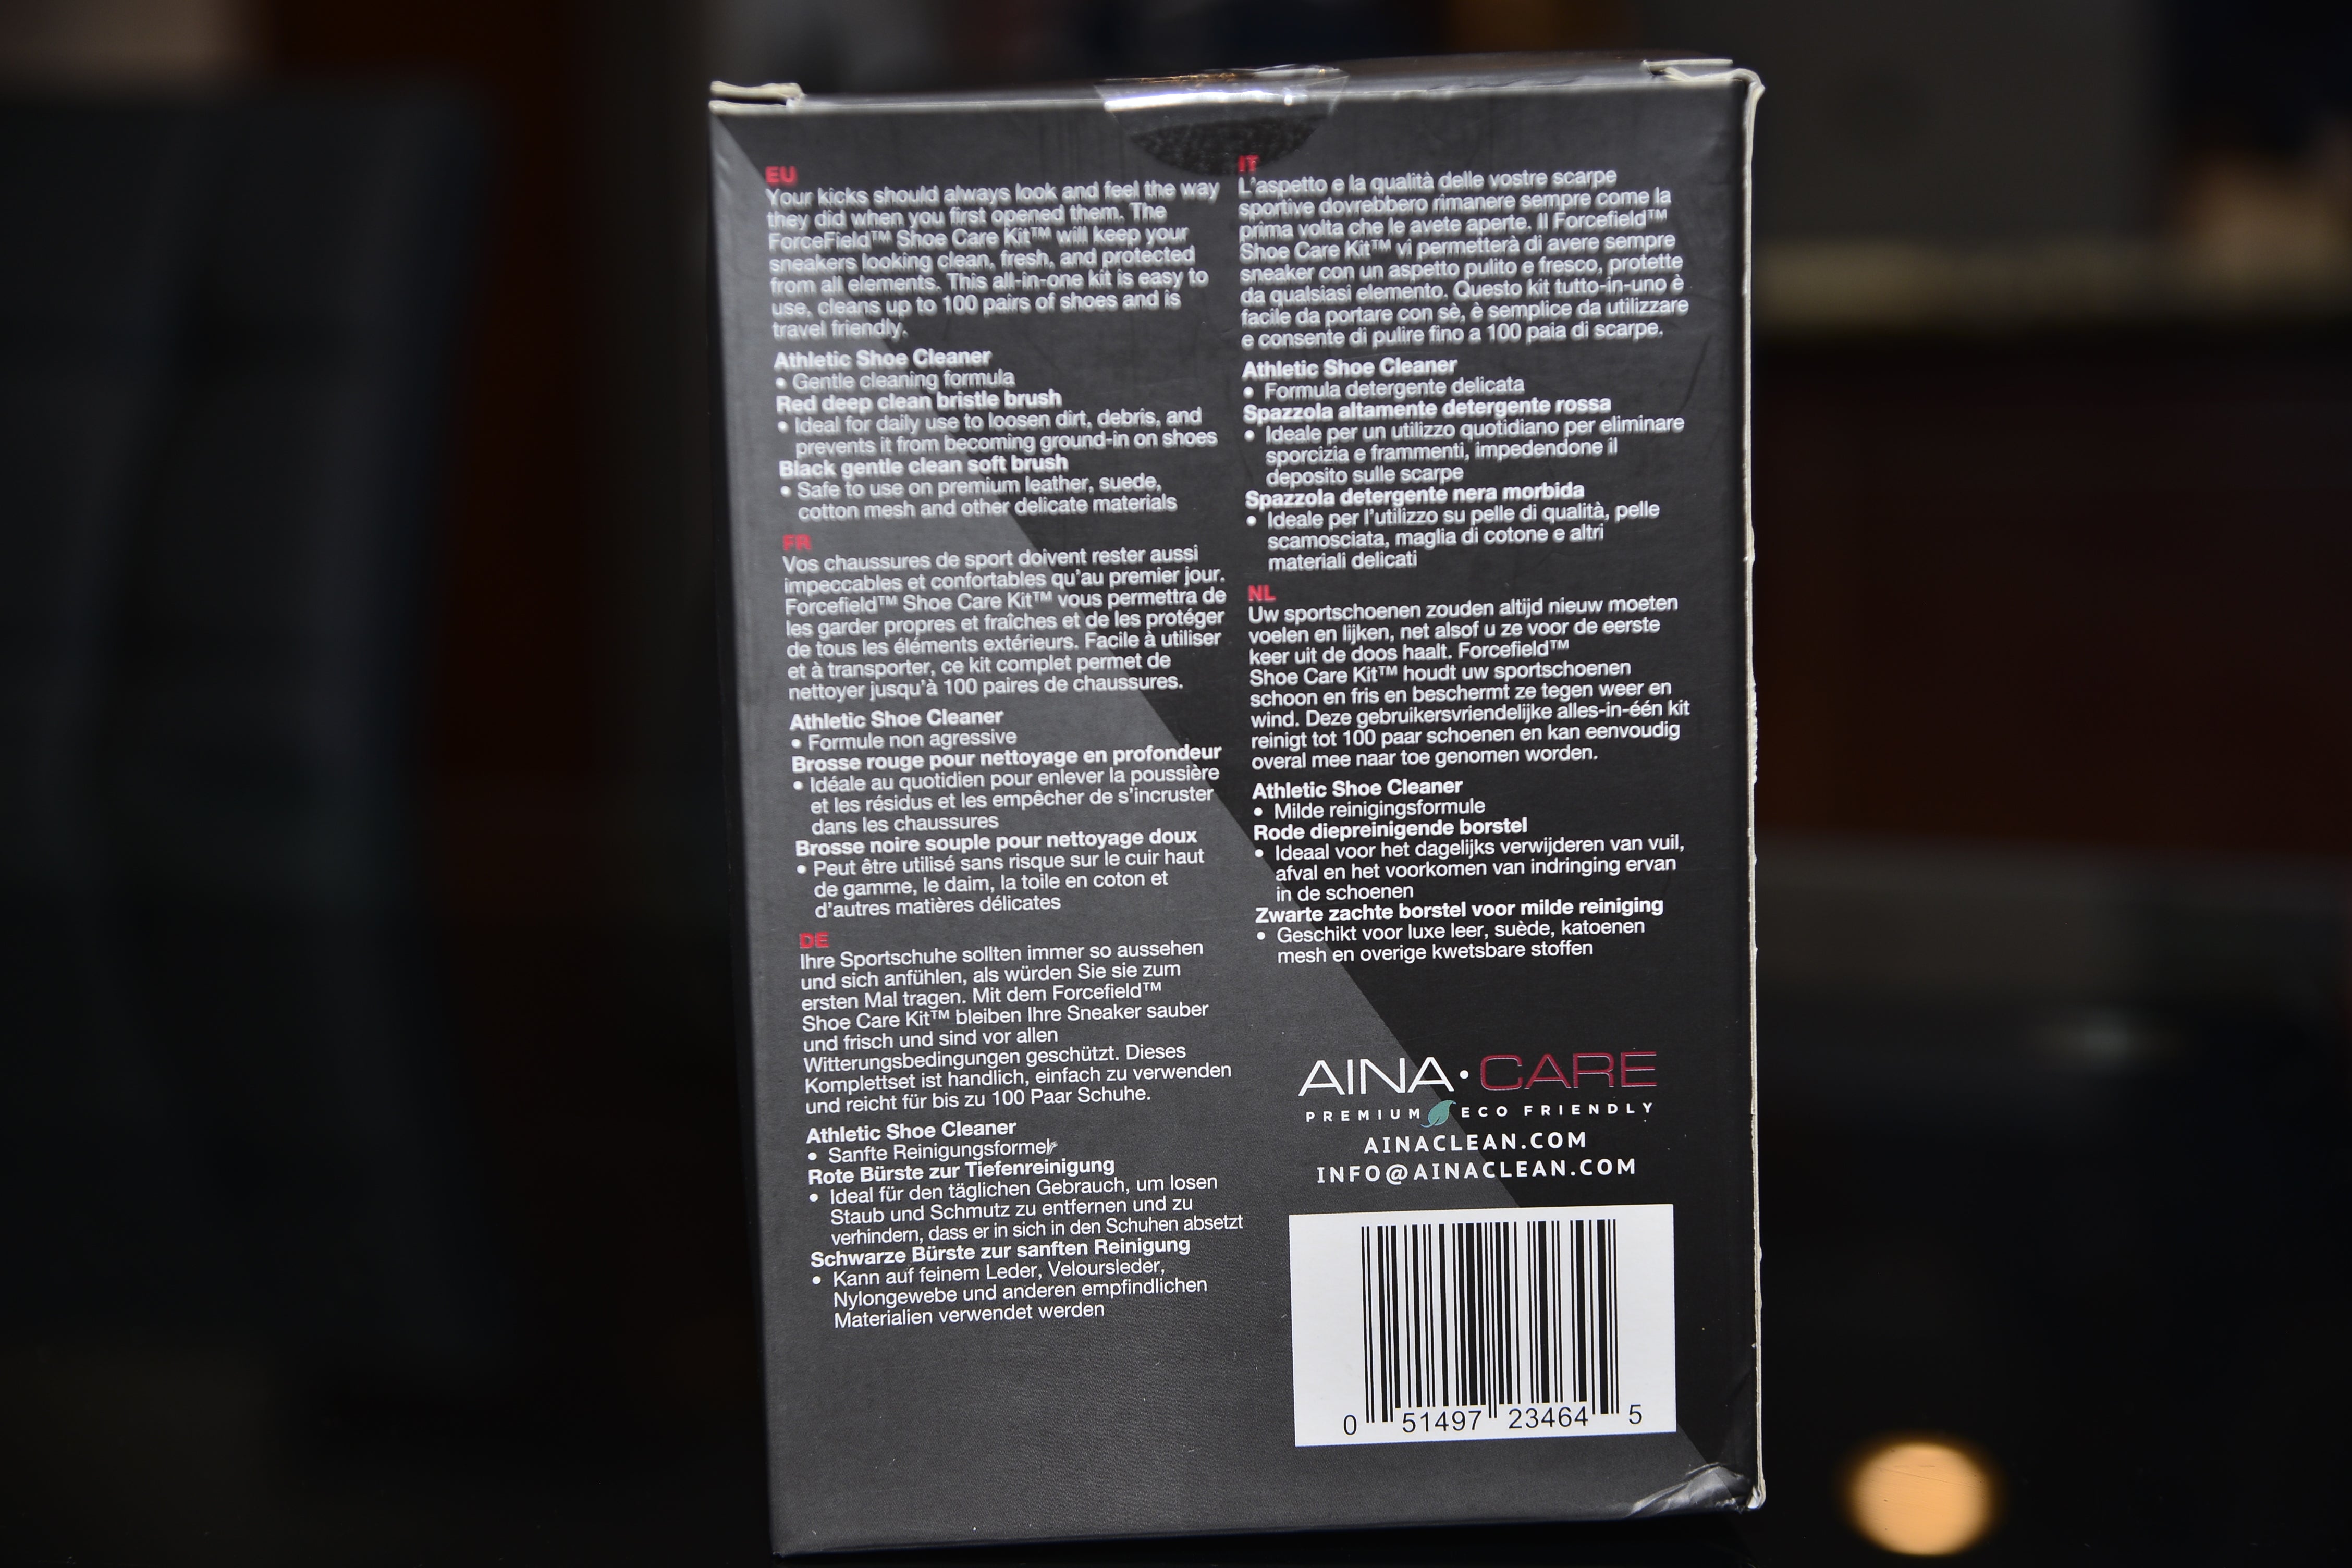 EU
Your kicks should always look and feel the way
they did when you first opened them. The
ForceField™ Shoe Care Kit™ will keep your
sneakers looking clean, fresh, and protected
from all elements. This all-in-one kit is easy to
use, cleans up to 100 pairs of shoes and is
travel friendly.
Athletic Shoe Cleaner
• Gentle cleaning formula
Red deep clean bristle brush
• Ideal for daily use to loosen dirt, debris, and
prevents it from becoming ground-in on shoes
Black gentle clean soft brush
• Safe to use on premium leather, suede,
cotton mesh and other delicate materials
FR
Vos chaussures de sport doivent rester aussi
impeccables et confortables qu'au premier jour.
Forcefield™ Shoe Care Kit™ vous permettra de
les garder propres et fraîches et de les protéger
de tous les éléments extérieurs. Facile à utiliser
et à transporter, ce kit complet permet de
nettoyer jusqu'à 100 paires de chaussures.
Athletic Shoe Cleaner
• Formule non agressive
Brosse rouge pour nettoyage en profondeur
• Idéale au quotidien pour enlever la poussière
et les résidus et les empêcher de s'incruster
dans les chaussures
Brosse noire souple pour nettoyage doux
• Peut être utilisé sans risque sur le cuir haut
de gamme, le daim, la toile en coton et
d'autres matières délicates
DE
Ihre Sportschuhe sollten immer so aussehen
und sich anfühlen, als würden Sie sie zum
ersten Mal tragen. Mit dem Forcefield™
Shoe Care Kit™ bleiben Ihre Sneaker sauber
und frisch und sind vor allen
Witterungsbedingungen geschützt. Dieses
Komplettset ist handlich, einfach zu verwenden
und reicht für bis zu 100 Paar Schuhe.
Athletic Shoe Cleaner
• Sanfte Reinigungsformel
Rote Bürste zur Tiefenreinigung
• Ideal für den täglichen Gebrauch, um losen
Staub und Schmutz zu entfernen und zu
verhindern, dass er in sich in den Schuhen absetzt
Schwarze Bürste zur sanften Reinigung
• Kann auf feinem Leder, Veloursleder,
Nylongewebe und anderen empfindlichen
Materialien verwendet werden
IT
L'aspetto e la qualità delle vostre scarpe
sportive dovrebbero rimanere sempre come la
prima volta che le avete aperte. Il Forcefield™
Shoe Care Kit™ vi permetterà di avere sempre
sneaker con un aspetto pulito e fresco, protette
da qualsiasi elemento. Questo kit tutto-in-uno è
facile da portare con sè, è semplice da utilizzare
e consente di pulire fino a 100 paia di scarpe.
Athletic Shoe Cleaner
• Formula detergente delicata
Spazzola altamente detergente rossa
• Ideale per un utilizzo quotidiano per eliminare
sporcizia e frammenti, impedendone il
deposito sulle scarpe
Spazzola detergente nera morbida
• Ideale per l'utilizzo su pelle di qualità, pelle
scamosciata, maglia di cotone e altri
materiali delicati
NL
Uw sportschoenen zouden altijd nieuw moeten
voelen en lijken, net alsof u ze voor de eerste
keer uit de doos haalt. Forcefield™
Shoe Care Kit™ houdt uw sportschoenen
schoon en fris en beschermt ze tegen weer en
wind. Deze gebruikersvriendelijke alles-in-één kit
reinigt tot 100 paar schoenen en kan eenvoudig
overal mee naar toe genomen worden.
Athletic Shoe Cleaner
• Milde reinigingsformule
Rode diepreinigende borstel
• Ideaal voor het dagelijks verwijderen van vuil,
afval en het voorkomen van indringing ervan
in de schoenen
Zwarte zachte borstel voor milde reiniging
• Geschikt voor luxe leer, suède, katoenen
mesh en overige kwetsbare stoffen
AINA·CARE
PREMIUM ECO FRIENDLY
AINACLEAN.COM
INFO@AINACLEAN.COM
0 51497 23464 5